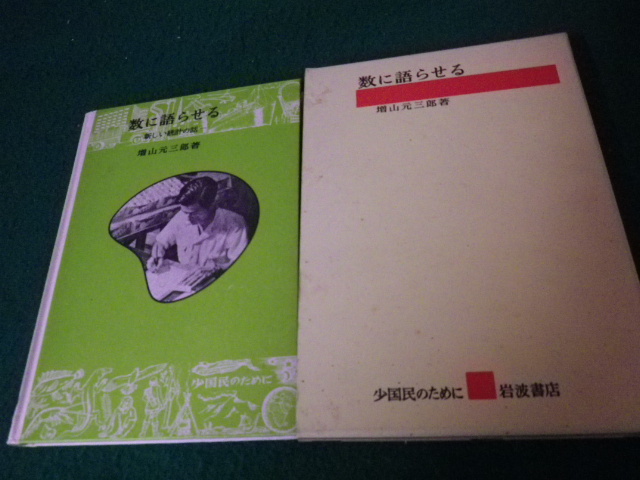 数に語らせる
―新しい統計の話―
増山元三郎著
少国民のために
数に語らせる
増山元三郎著
少国民のために
岩波書店